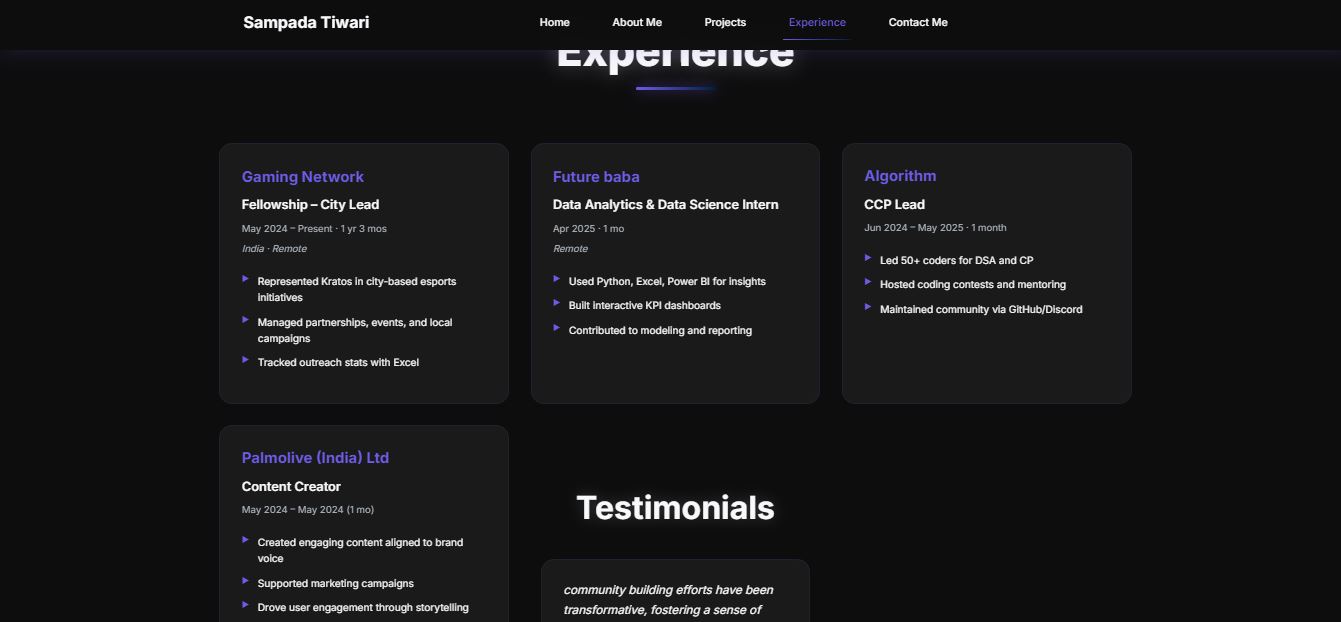 Sampada Tiwari
Home
About Me
Projects
Experience
Contact Me
Experience
Gaming Network
Fellowship – City Lead
May 2024 – Present · 1 yr 3 mos
India · Remote
Represented Kratos in city-based esports
initiatives
Managed partnerships, events, and local
campaigns
Tracked outreach stats with Excel
Future baba
Data Analytics & Data Science Intern
Apr 2025 · 1 mo
Remote
Used Python, Excel, Power BI for insights
Built interactive KPI dashboards
Contributed to modeling and reporting
Algorithm
CCP Lead
Jun 2024 – May 2025 · 1 month
Led 50+ coders for DSA and CP
Hosted coding contests and mentoring
Maintained community via GitHub/Discord
Palmolive (India) Ltd
Content Creator
May 2024 – May 2024 (1 mo)
Created engaging content aligned to brand
voice
Supported marketing campaigns
Drove user engagement through storytelling
Testimonials
community building efforts have been
transformative, fostering a sense of